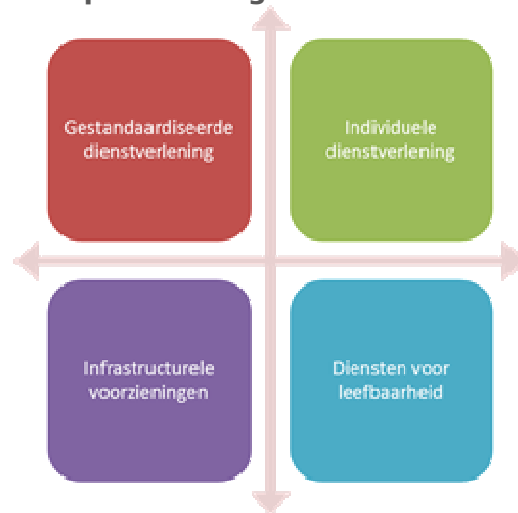 Gestandaardiseerde
dienstverlening
Individuele
dienstverlening
Infrastructurele
voorzieningen
Diensten voor
leefbaarheid